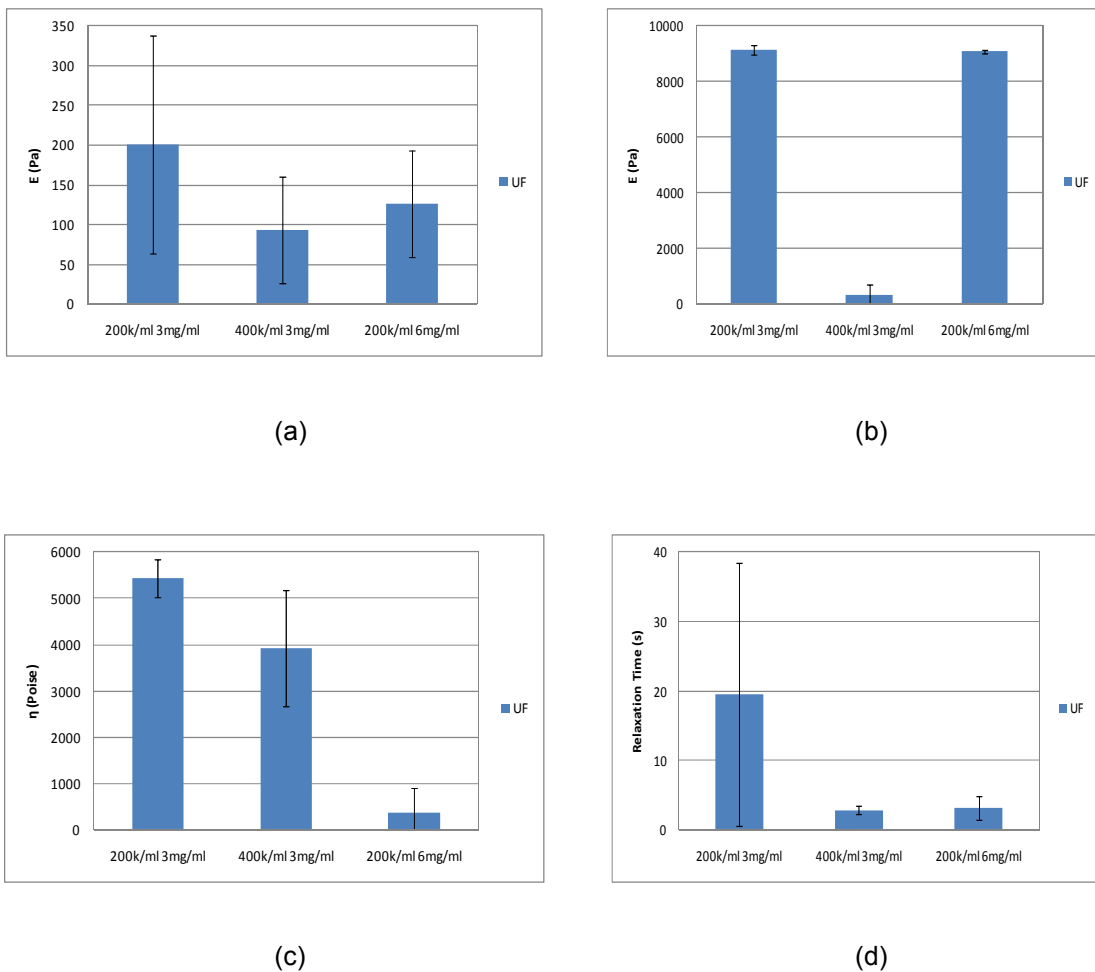 350
300
250
200
150
100
50
0
E (Pa)
200k/ml 3mg/ml 400k/ml 3mg/ml 200k/ml 6mg/ml
UF
(a)
10000
8000
6000
4000
2000
0
E (Pa)
200k/ml 3mg/ml 400k/ml 3mg/ml 200k/ml 6mg/ml
UF
(b)
6000
5000
4000
3000
2000
1000
0
η (Poise)
200k/ml 3mg/ml 400k/ml 3mg/ml 200k/ml 6mg/ml
UF
(c)
40
30
20
10
0
Relaxation Time (s)
200k/ml 3mg/ml 400k/ml 3mg/ml 200k/ml 6mg/ml
UF
(d)